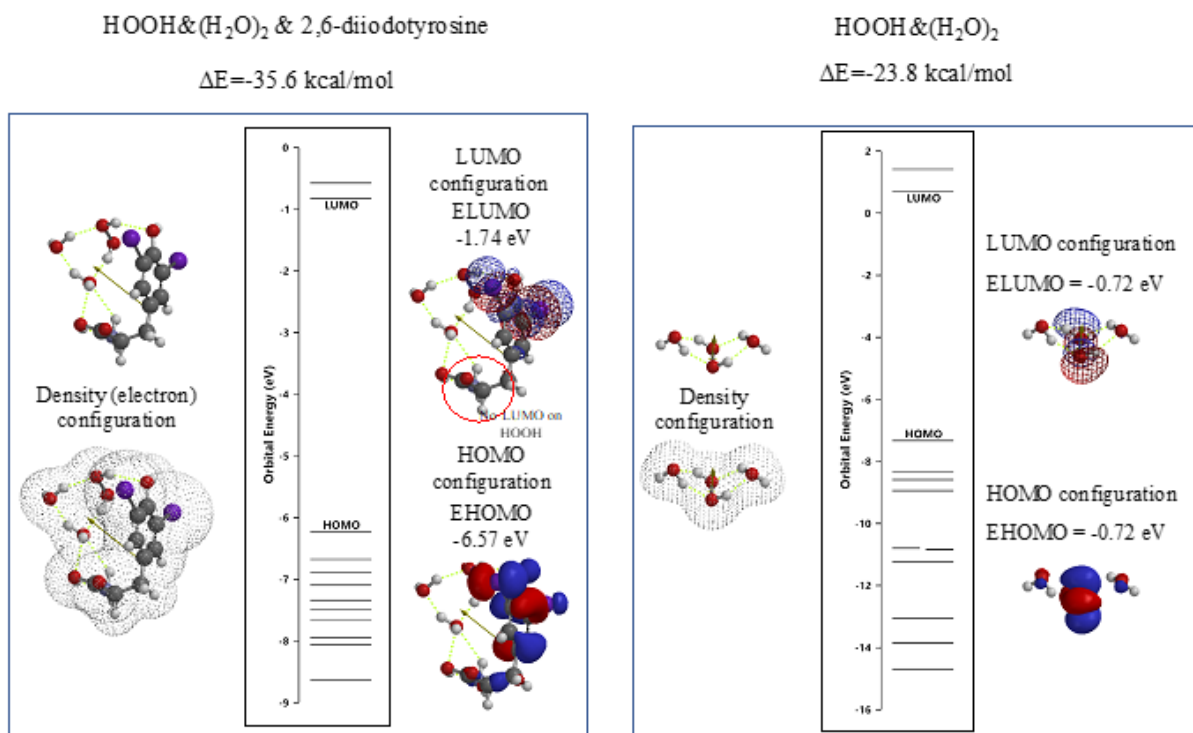 HOOH&(H₂O)₂ & 2,6-diiodotyrosine
ΔE=-35.6 kcal/mol
Density (electron)
configuration
Orbital Energy (eV)
0
-1
-2
-3
-4
-5
-6
-7
-8
-9
LUMO
HOMO
LUMO
configuration
ELUMO
-1.74 eV
LUMO on
HOOH
HOMO
configuration
EHOMO
-6.57 eV
HOOH&(H₂O)₂
ΔE=-23.8 kcal/mol
Density
configuration
Orbital Energy (eV)
2
0
-2
-4
-6
-8
-10
-12
-14
-16
LUMO
HOMO
LUMO configuration
ELUMO = -0.72 eV
HOMO configuration
EHOMO = -0.72 eV